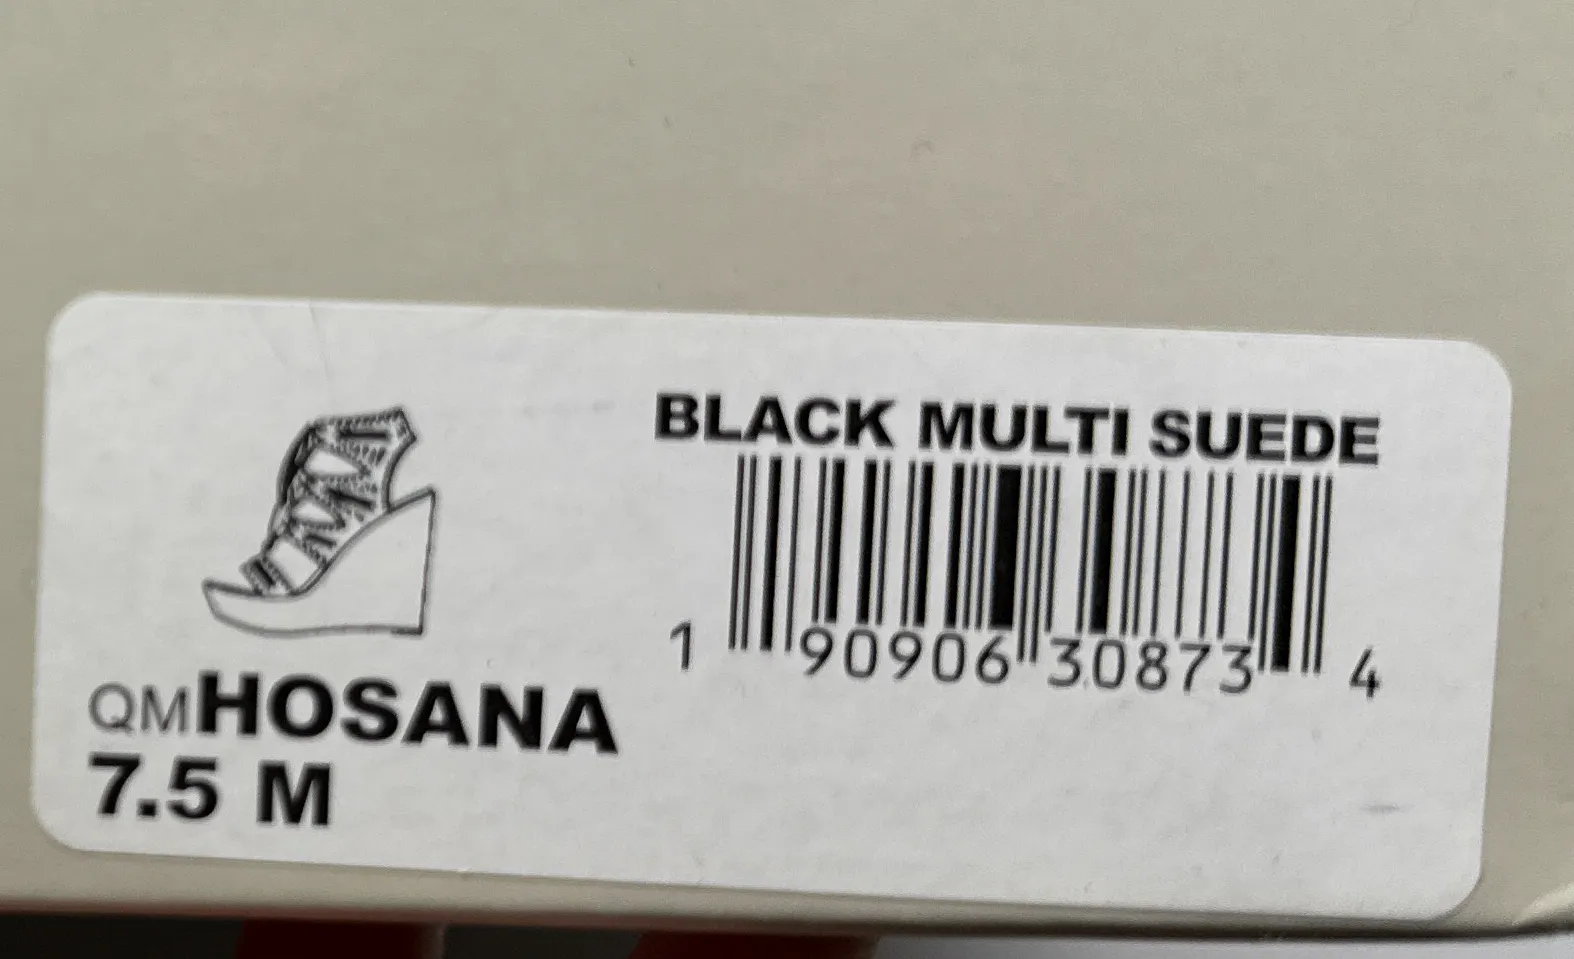 BLACK MULTI SUEDE
1 90906 30873 4
QMHOSANA
7.5 M